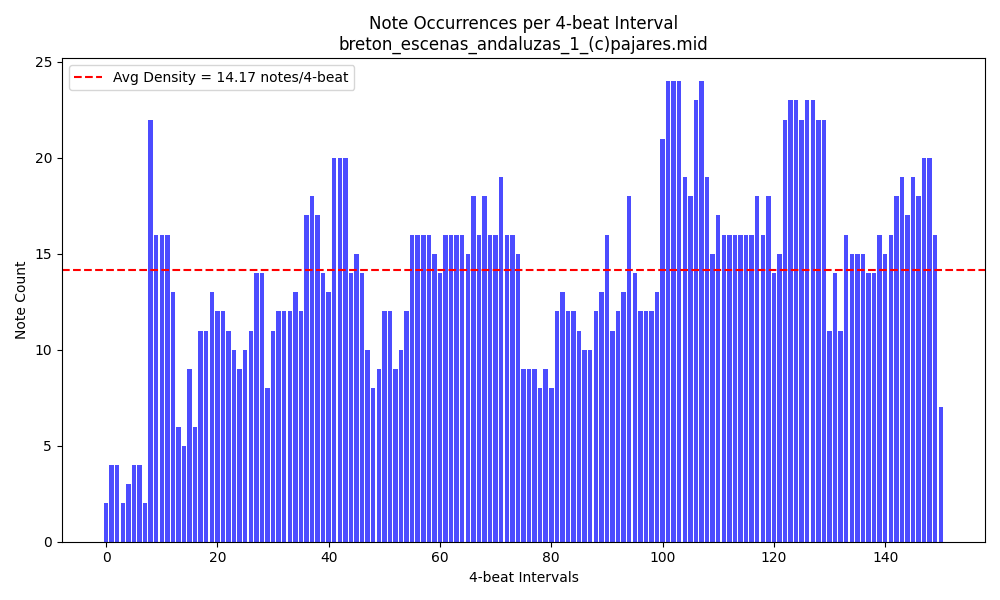 Note Occurrences per 4-beat Interval
breton_escenas_andaluzas_1_(c)pajares.mid
Avg Density = 14.17 notes/4-beat
25
20
15
10
5
0
Note Count
0 20 40 60 80 100 120 140
4-beat Intervals